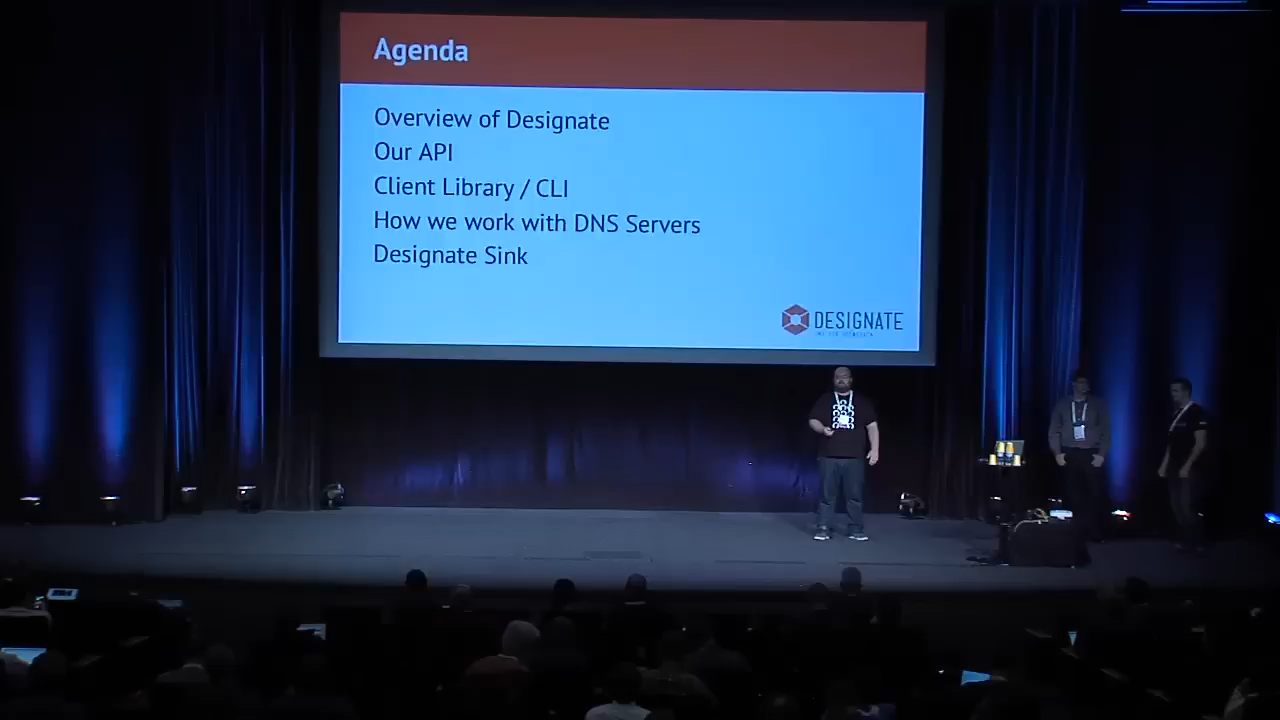 Agenda
Overview of Designate
Our API
Client Library / CLI
How we work with DNS Servers
Designate Sink
DESIGNATE